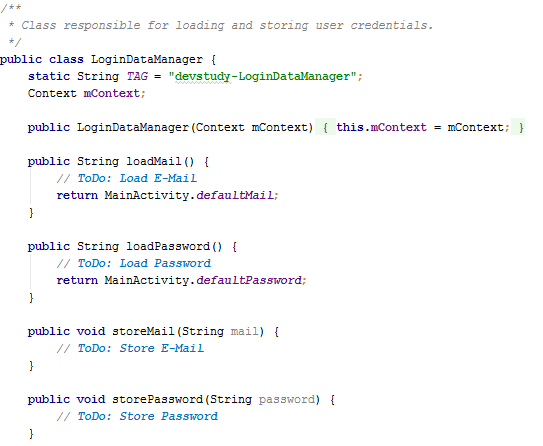 /**
 * Class responsible for loading and storing user credentials.
 */
public class LoginDataManager {
    static String TAG = "devstudy-LoginDataManager";
    Context mContext;

    public LoginDataManager(Context mContext) { this.mContext = mContext; }

    public String loadMail() {
        // ToDo: Load E-Mail
        return MainActivity.defaultMail;
    }

    public String loadPassword() {
        // ToDo: Load Password
        return MainActivity.defaultPassword;
    }

    public void storeMail(String mail) {
        // ToDo: Store E-Mail
    }

    public void storePassword(String password) {
        // ToDo: Store Password
    }